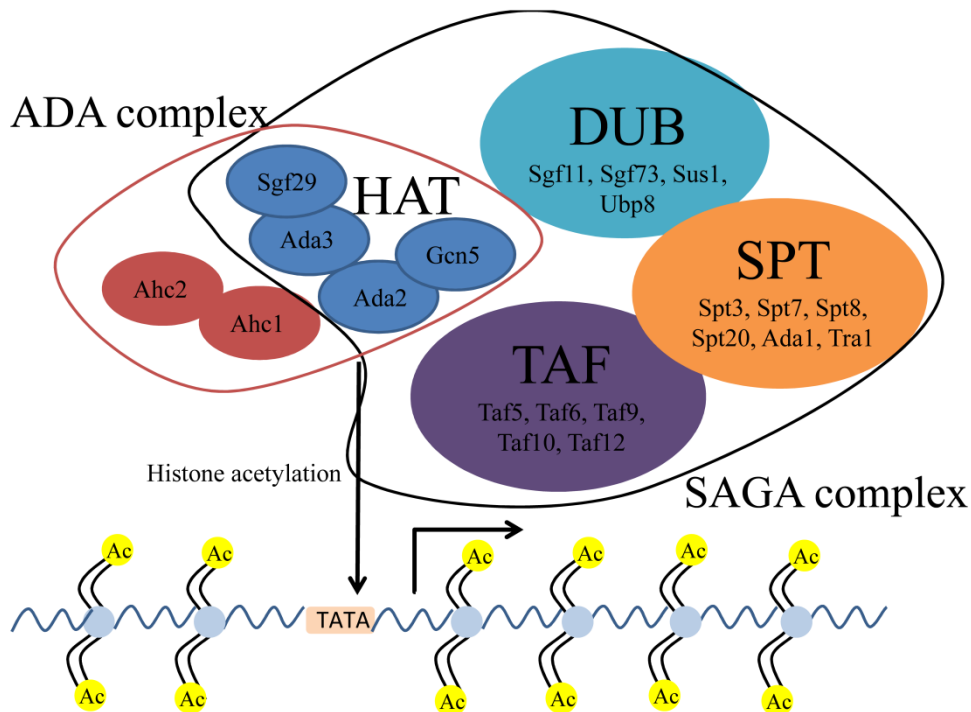 ADA complex
DUB
Sgf11, Sgf73, Sus1,
Ubp8
Sgf29
HAT
Ada3
Gcn5
Ada2
Ahc2
Ahc1
SPT
Spt3, Spt7, Spt8,
Spt20, Ada1, Tra1
TAF
Taf5, Taf6, Taf9,
Taf10, Taf12
Histone acetylation
SAGA complex
Ac
Ac
Ac
Ac
Ac
Ac
TATA
Ac
Ac
Ac
Ac
Ac
Ac